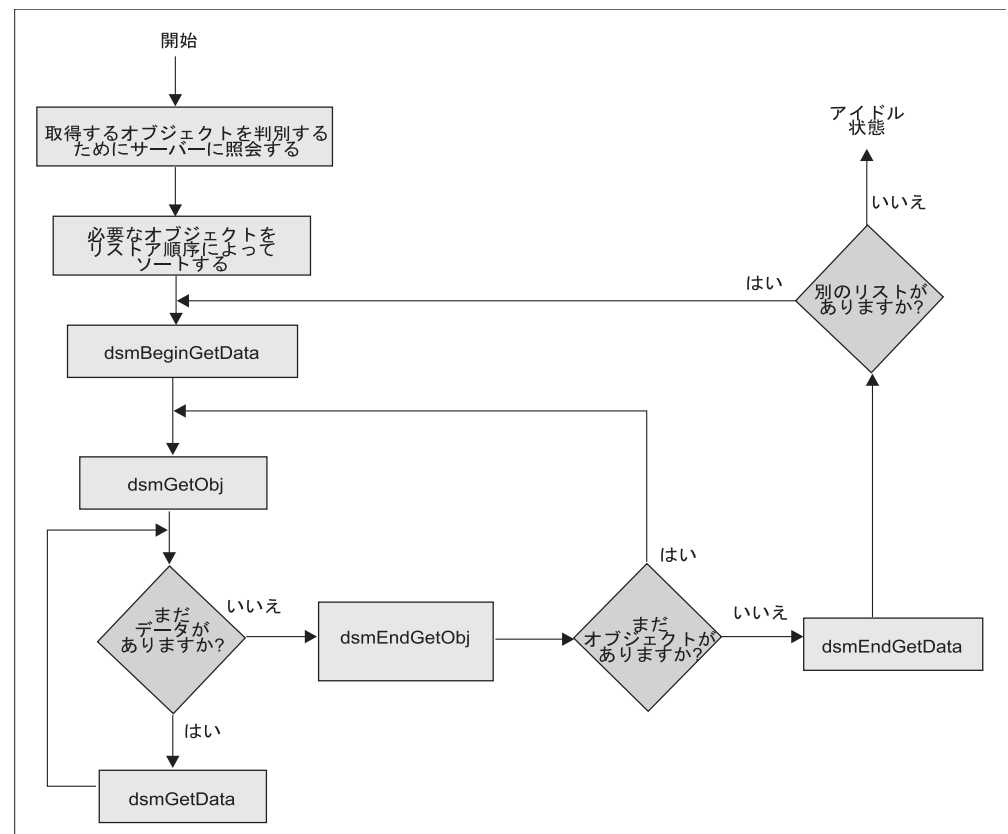 開始
取得するオブジェクトを判別する
ためにサーバーに照会する
必要なオブジェクトを
リストア順序によって
ソートする
アイドル
状態
いいえ
別のリストが
ありますか?
はい
dsmBeginGetData
dsmGetObj
はい
まだ
データが
ありますか?
いいえ
dsmEndGetObj
まだ
オブジェクトが
ありますか?
いいえ
dsmEndGetData
はい
dsmGetData